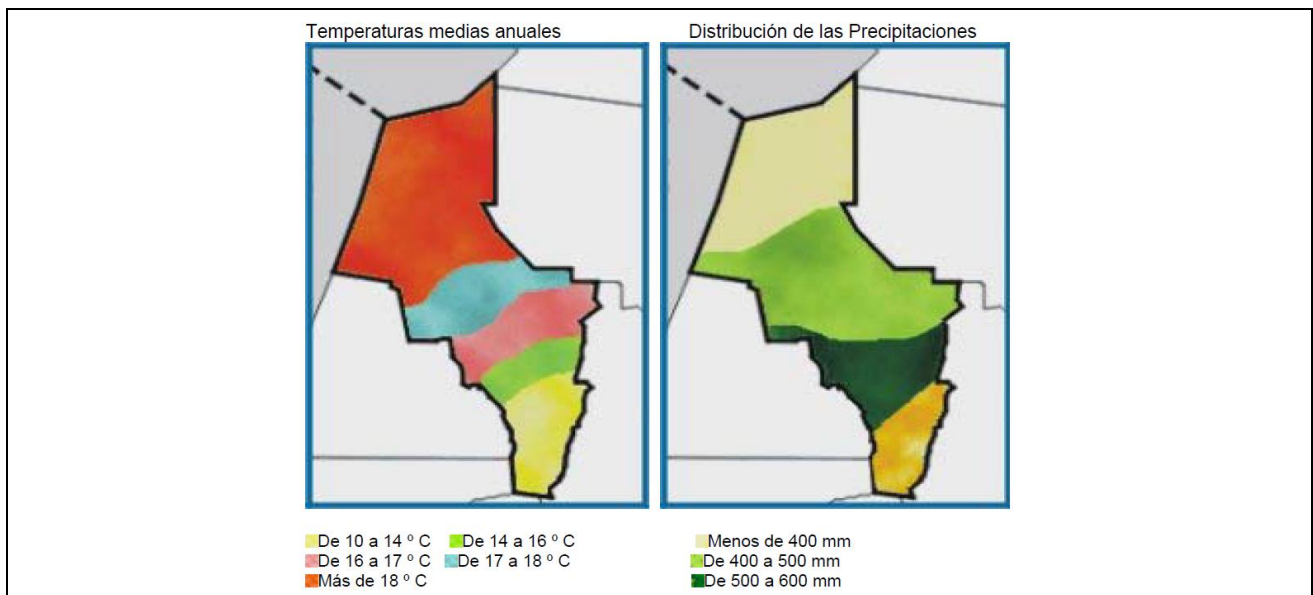 Temperaturas medias anuales
Distribución de las Precipitaciones
De 10 a 14 º C De 14 a 16 º C
De 16 a 17 º C De 17 a 18 º C
Más de 18 º C
Menos de 400 mm
De 400 a 500 mm
De 500 a 600 mm